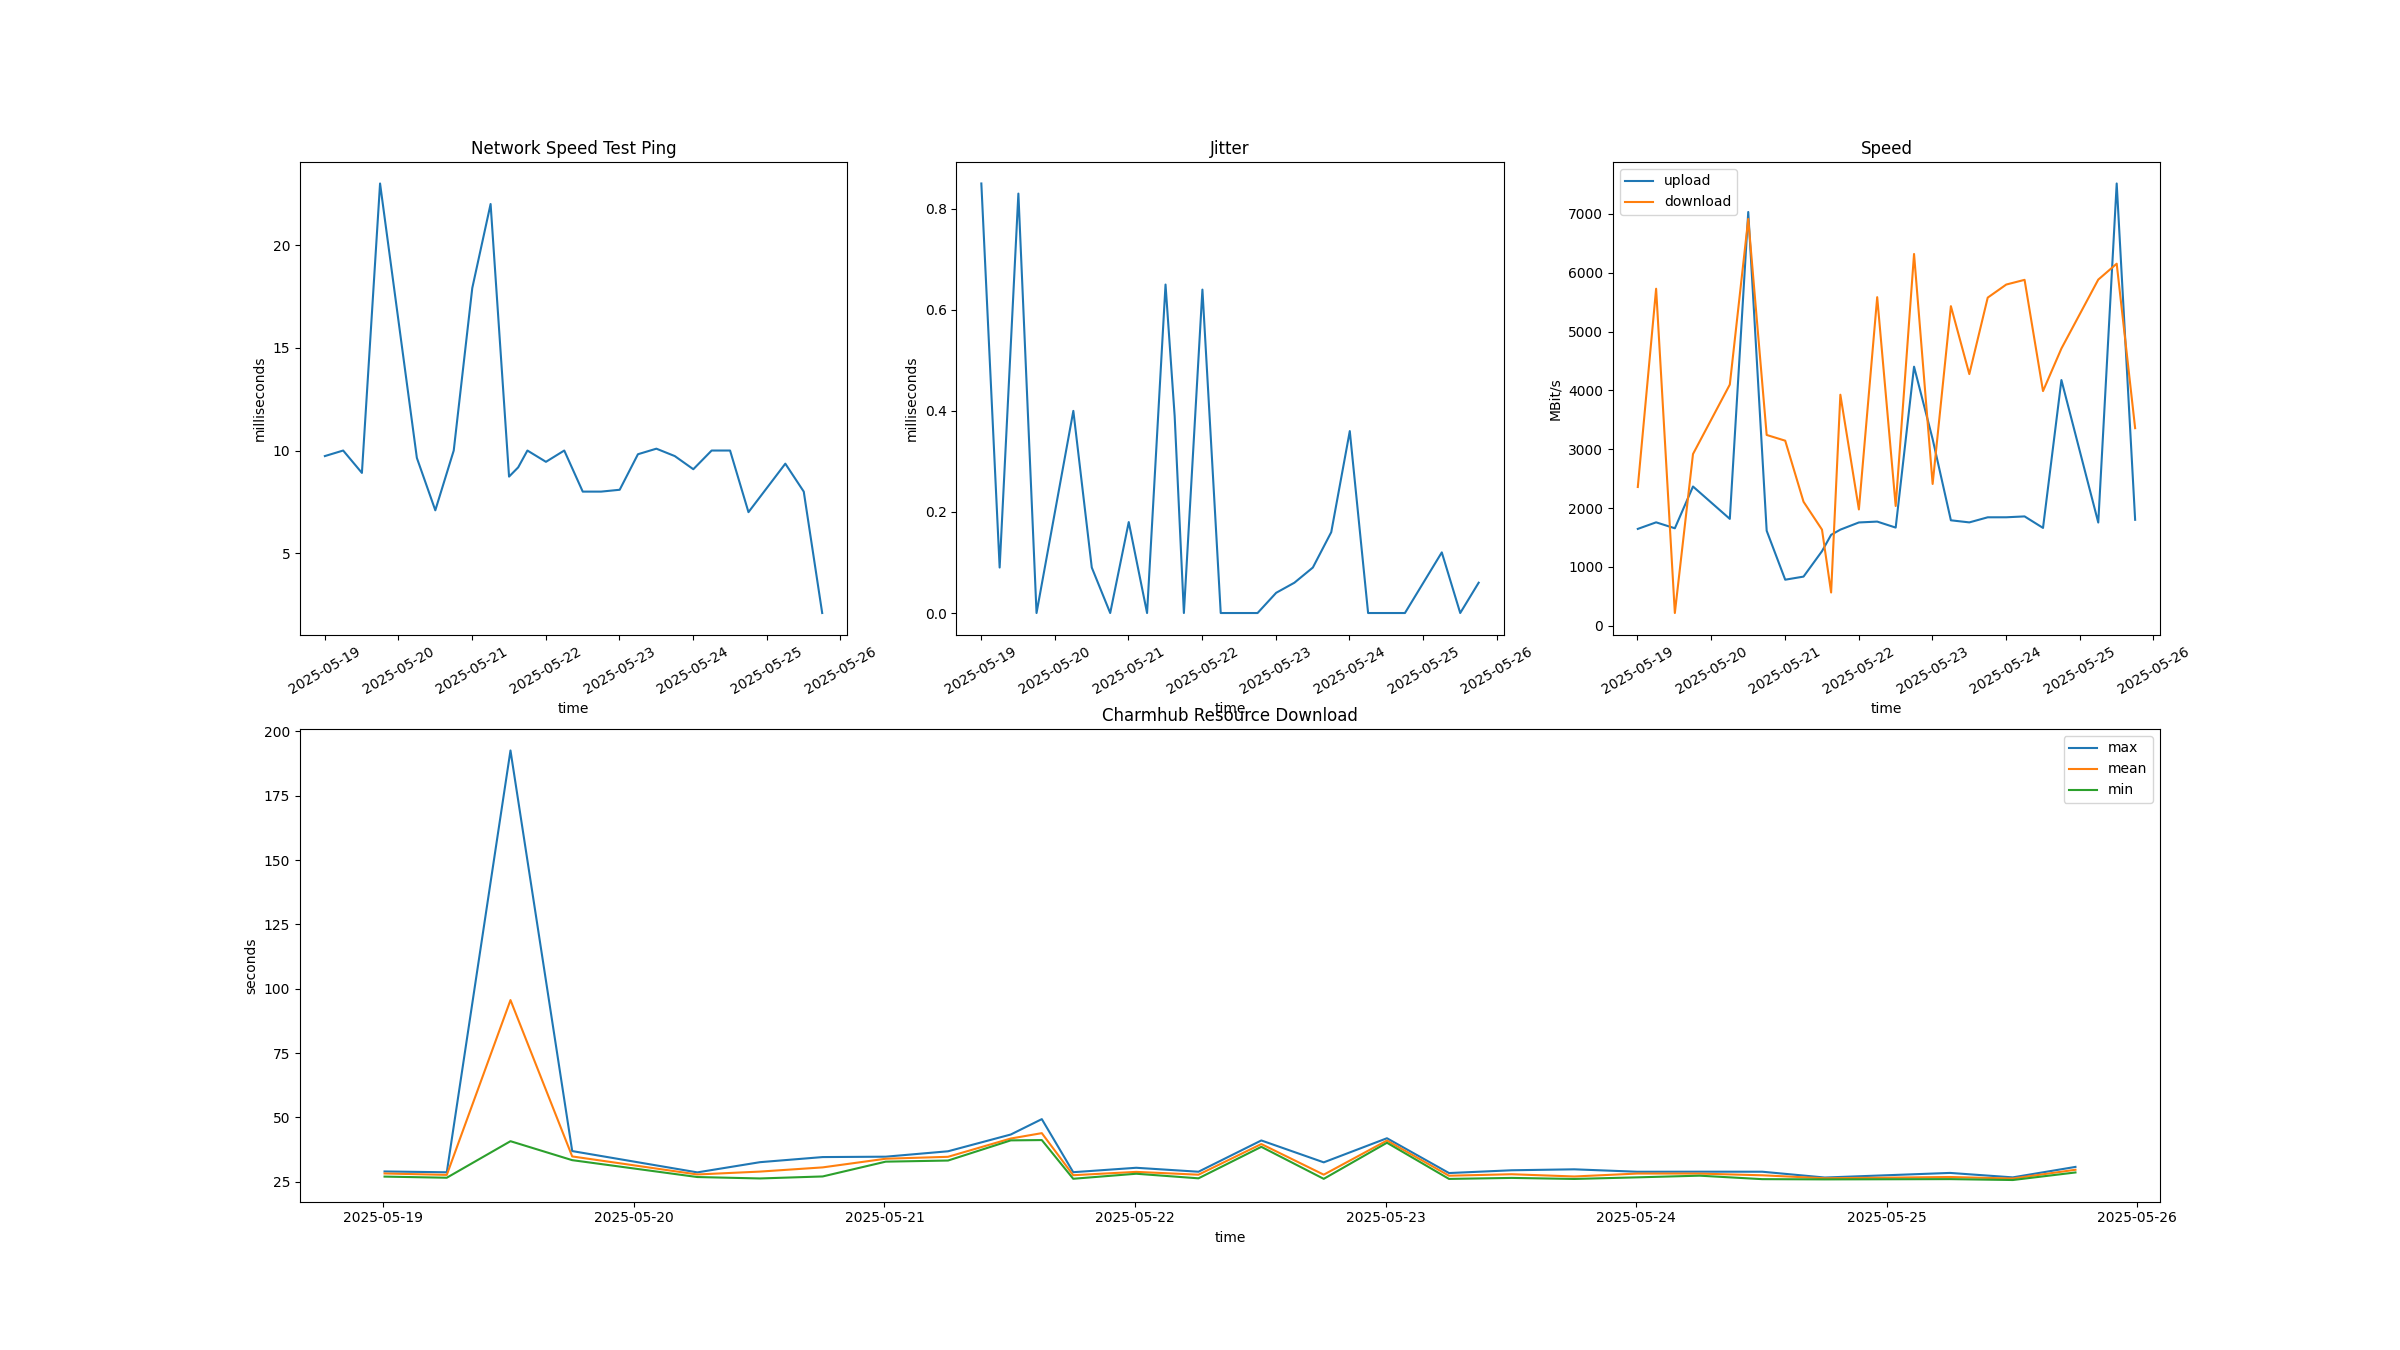 Network Speed Test Ping
milliseconds
20
15
10
5
2025-05-19 2025-05-20 2025-05-21 2025-05-22 2025-05-23 2025-05-24 2025-05-25 2025-05-26
time
Jitter
milliseconds
0.8
0.6
0.4
0.2
0.0
2025-05-19 2025-05-20 2025-05-21 2025-05-22 2025-05-23 2025-05-24 2025-05-25 2025-05-26
time
Speed
upload
download
MBit/s
7000
6000
5000
4000
3000
2000
1000
0
2025-05-19 2025-05-20 2025-05-21 2025-05-22 2025-05-23 2025-05-24 2025-05-25 2025-05-26
time
Charmhub Resource Download
max
mean
min
seconds
200
175
150
125
100
75
50
25
2025-05-19 2025-05-20 2025-05-21 2025-05-22 2025-05-23 2025-05-24 2025-05-25 2025-05-26
time